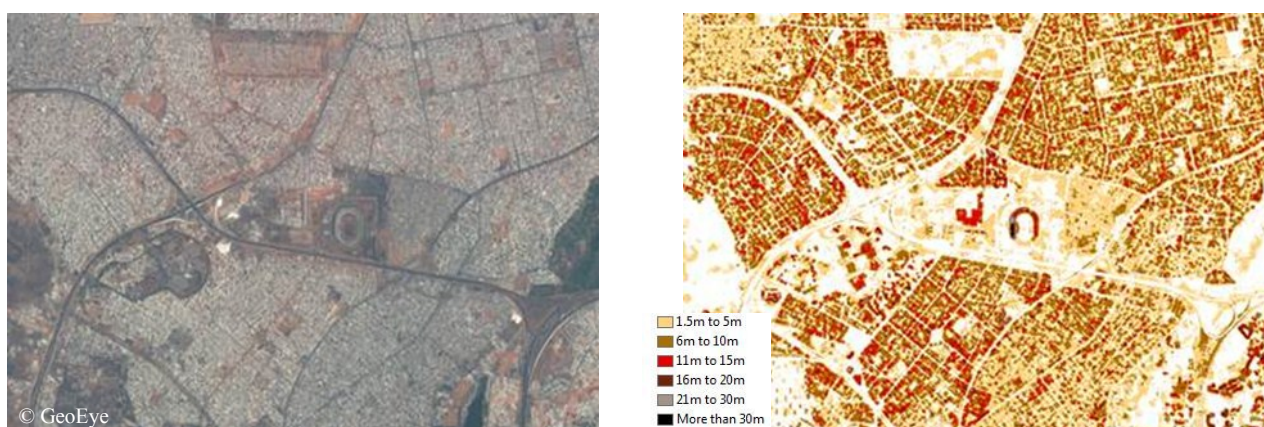 © GeoEye
1.5m to 5m
6m to 10m
11m to 15m
16m to 20m
21m to 30m
More than 30m